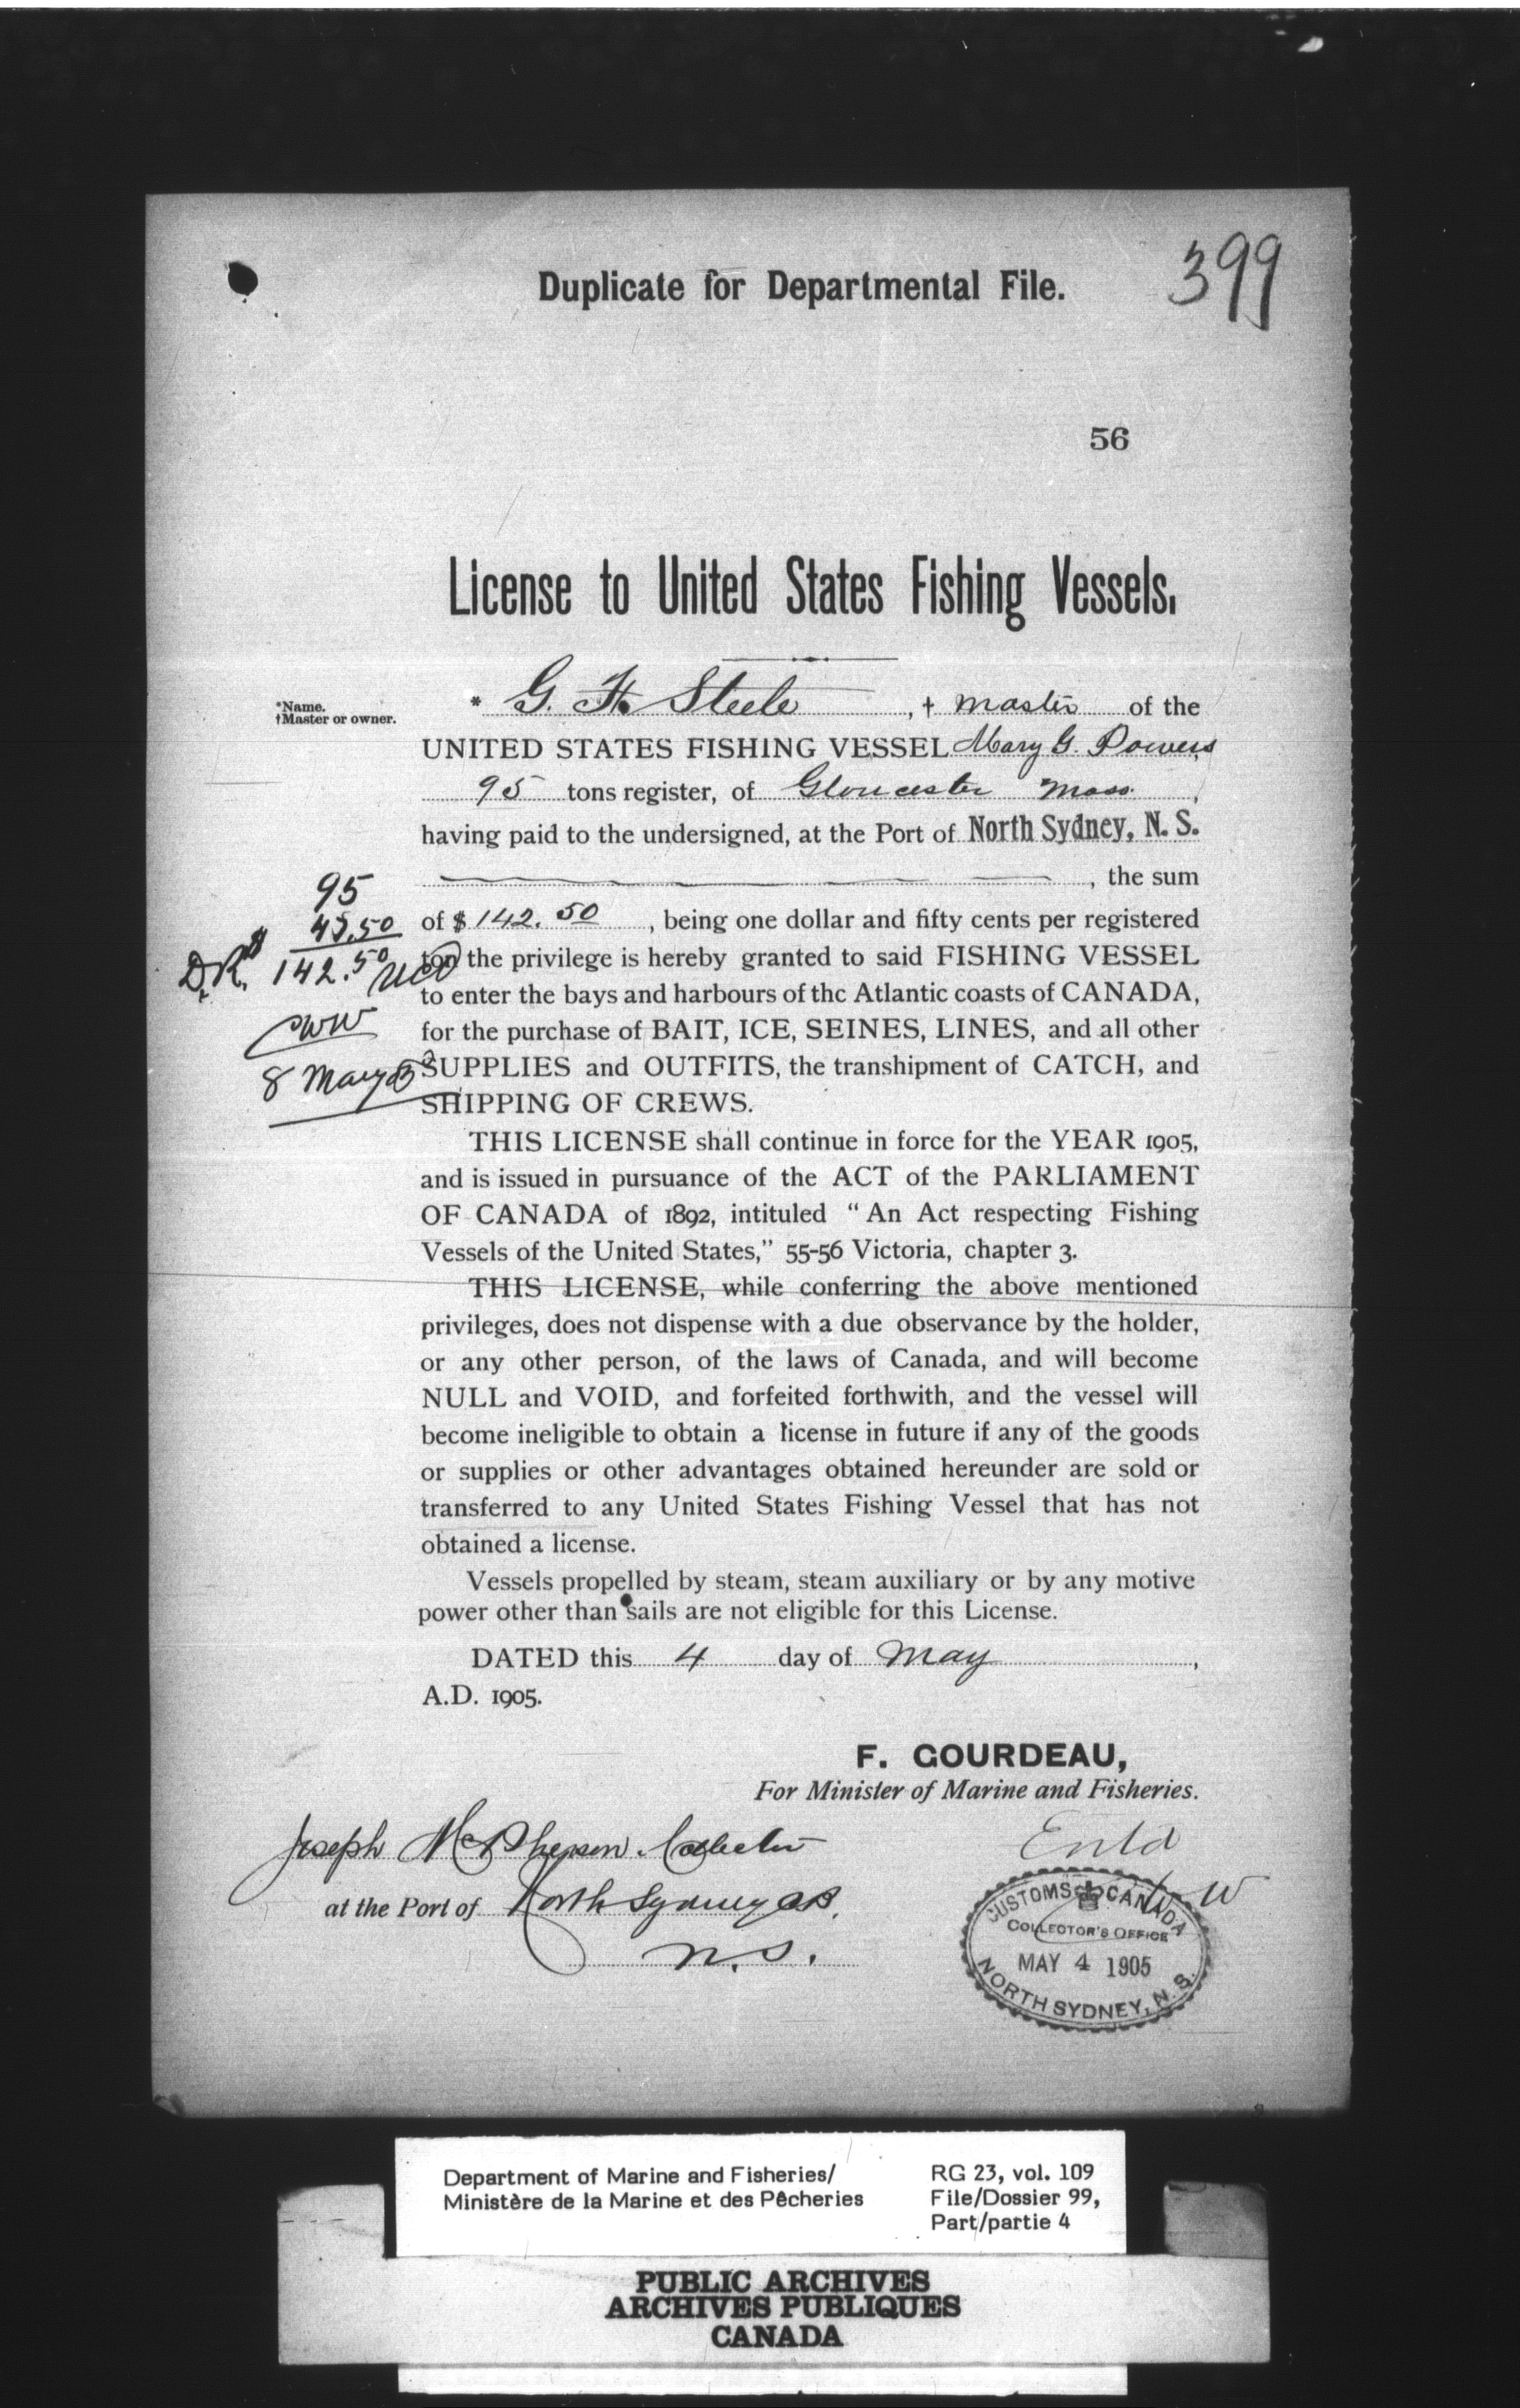 Duplicate for Departmental File.
399
56
License to United States Fishing Vessels.
*Name.
†Master or owner.
* G. H. Steele , † master of the
UNITED STATES FISHING VESSEL Mary G. Powers,
95 tons register, of Gloucester Mass. ,
having paid to the undersigned, at the Port of North Sydney, N. S.
, the sum
of $ 142.50 , being one dollar and fifty cents per registered
ton the privilege is hereby granted to said FISHING VESSEL
to enter the bays and harbours of the Atlantic coasts of CANADA,
for the purchase of BAIT, ICE, SEINES, LINES, and all other
SUPPLIES and OUTFITS, the transhipment of CATCH, and
SHIPPING OF CREWS.
95
D.R. $ 142.50
8 May
THIS LICENSE shall continue in force for the YEAR 1905,
and is issued in pursuance of the ACT of the PARLIAMENT
OF CANADA of 1892, intituled "An Act respecting Fishing
Vessels of the United States," 55-56 Victoria, chapter 3.
THIS LICENSE, while conferring the above mentioned
privileges, does not dispense with a due observance by the holder,
or any other person, of the laws of Canada, and will become
NULL and VOID, and forfeited forthwith, and the vessel will
become ineligible to obtain a license in future if any of the goods
or supplies or other advantages obtained hereunder are sold or
transferred to any United States Fishing Vessel that has not
obtained a license.
Vessels propelled by steam, steam auxiliary or by any motive
power other than sails are not eligible for this License.
DATED this 4 day of May ,
A.D. 1905.
F. GOURDEAU,
For Minister of Marine and Fisheries.
Joseph McPherson. Collector
at the Port of North Sydney CB.
N.S.
Entd
W
CUSTOMS CANADA
COLLECTOR'S OFFICE
MAY 4 1905
NORTH SYDNEY, N. S.
Department of Marine and Fisheries/
Ministère de la Marine et des Pêcheries
RG 23, vol. 109
File/Dossier 99,
Part/partie 4
PUBLIC ARCHIVES
ARCHIVES PUBLIQUES
CANADA